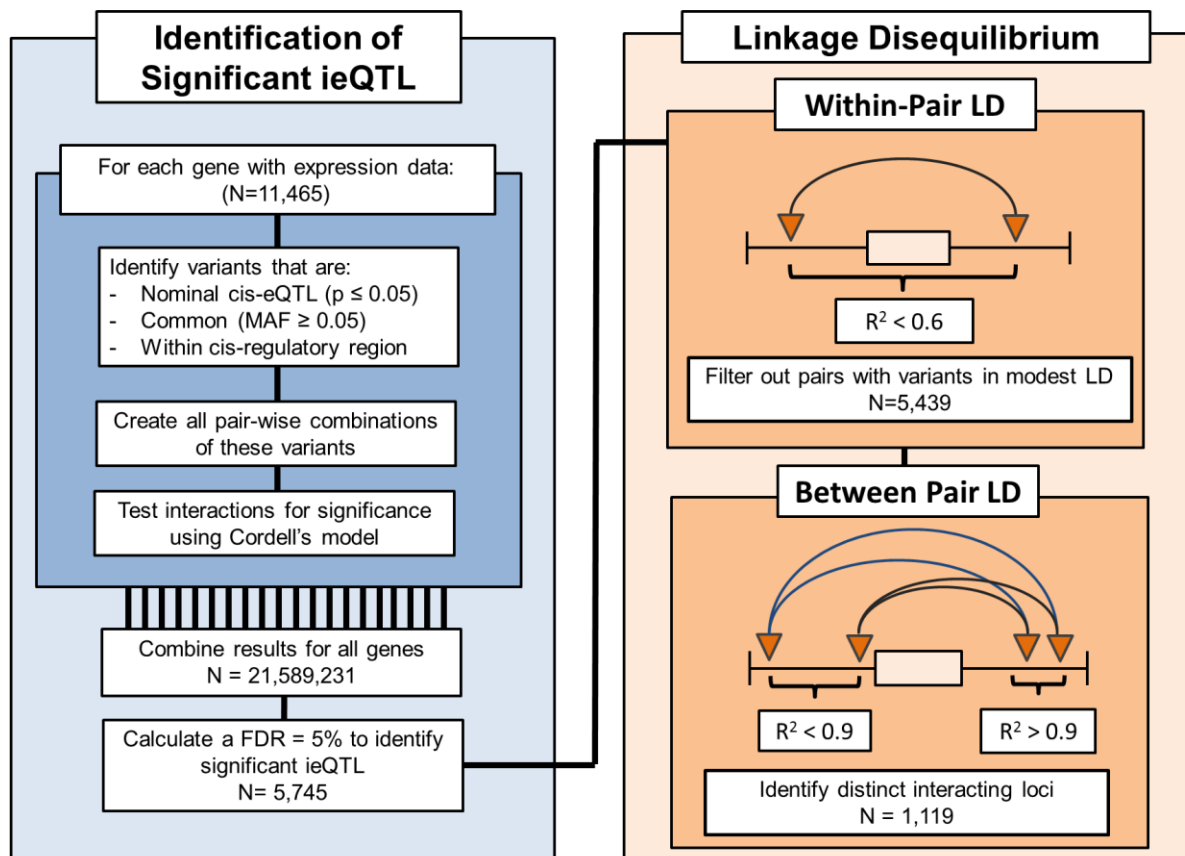 Identification of
Significant ieQTL
For each gene with expression data:
(N=11,465)
Identify variants that are:
- Nominal cis-eQTL (p ≤ 0.05)
- Common (MAF ≥ 0.05)
- Within cis-regulatory region
Create all pair-wise combinations
of these variants
Test interactions for significance
using Cordell's model
Combine results for all genes
N = 21,589,231
Calculate a FDR = 5% to identify
significant ieQTL
N= 5,745
Linkage Disequilibrium
Within-Pair LD
R² < 0.6
Filter out pairs with variants in modest LD
N=5,439
Between Pair LD
R² < 0.9
R² > 0.9
Identify distinct interacting loci
N = 1,119